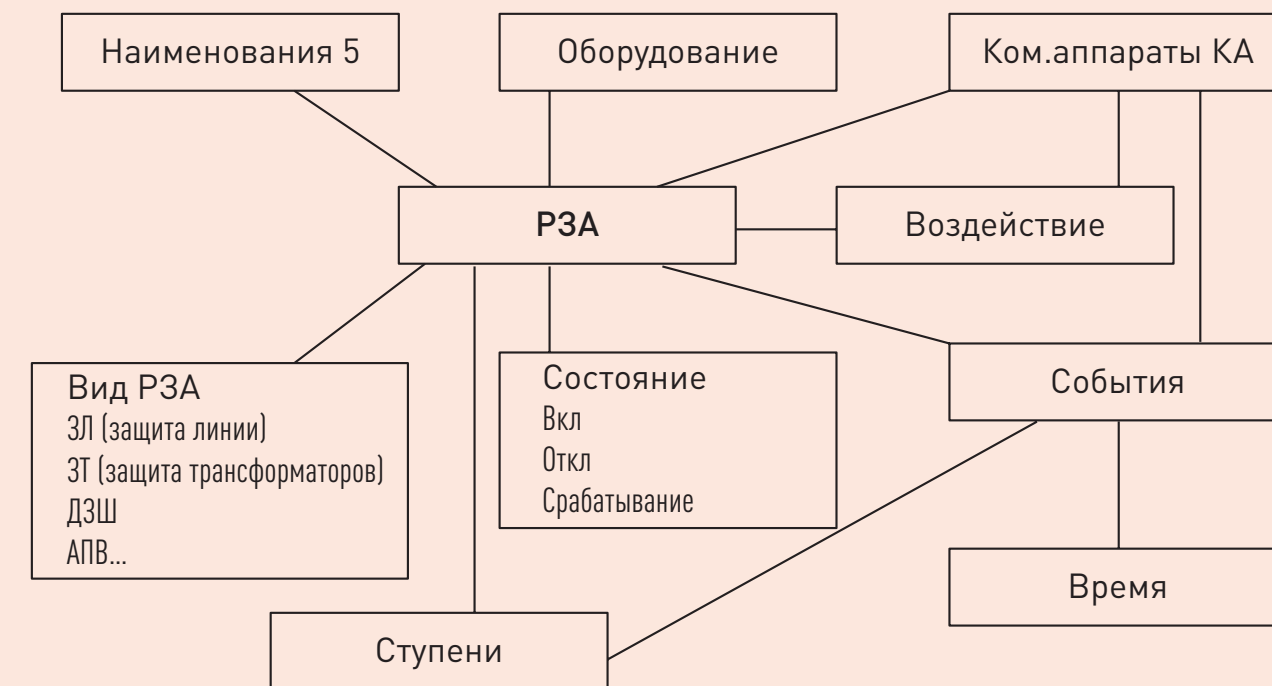 Наименования 5
Оборудование
Ком.аппараты КА
РЗА
Воздействие
Вид РЗА
ЗЛ (защита линии)
ЗТ (защита трансформаторов)
ДЗШ
АПВ...
Состояние
Вкл
Откл
Срабатывание
События
Время
Ступени